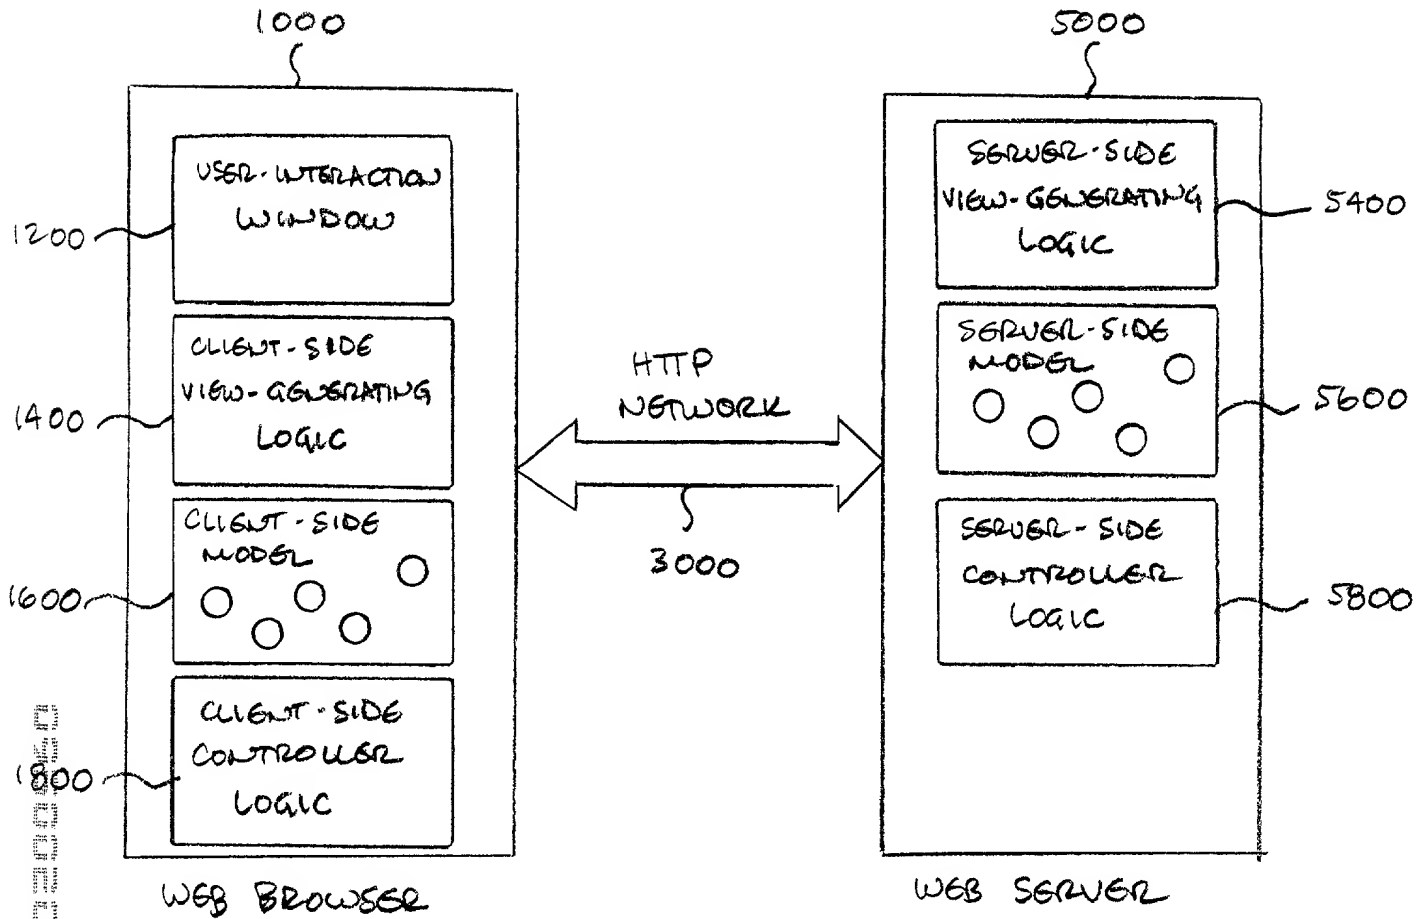 1000
USER-INTERACTION
WINDOW
1200
CLIENT-SIDE
VIEW-GENERATING
LOGIC
1400
CLIENT-SIDE
MODEL
1600
CLIENT-SIDE
CONTROLLER
LOGIC
1800
WEB BROWSER
HTTP
NETWORK
3000
5000
SERVER-SIDE
VIEW-GENERATING
LOGIC
5400
SERVER-SIDE
MODEL
5600
SERVER-SIDE
CONTROLLER
LOGIC
5800
WEB SERVER